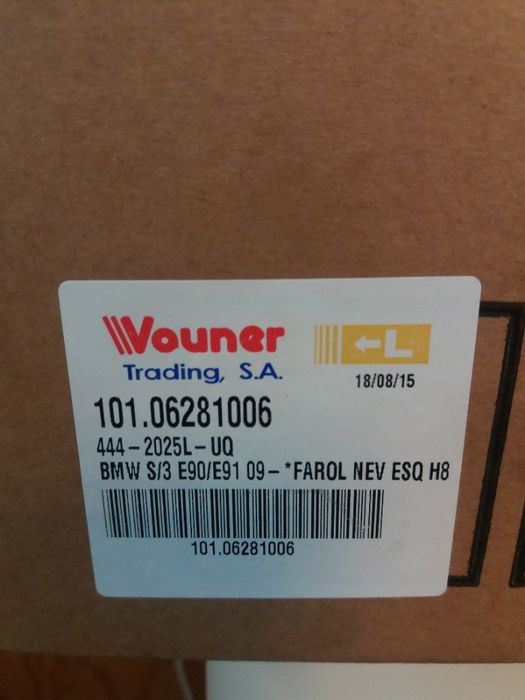 Vouner
Trading, S.A.
←L
18/08/15
101.06281006
444-2025L-UQ
BMW S/3 E90/E91 09- *FAROL NEV ESQ H8
101.06281006